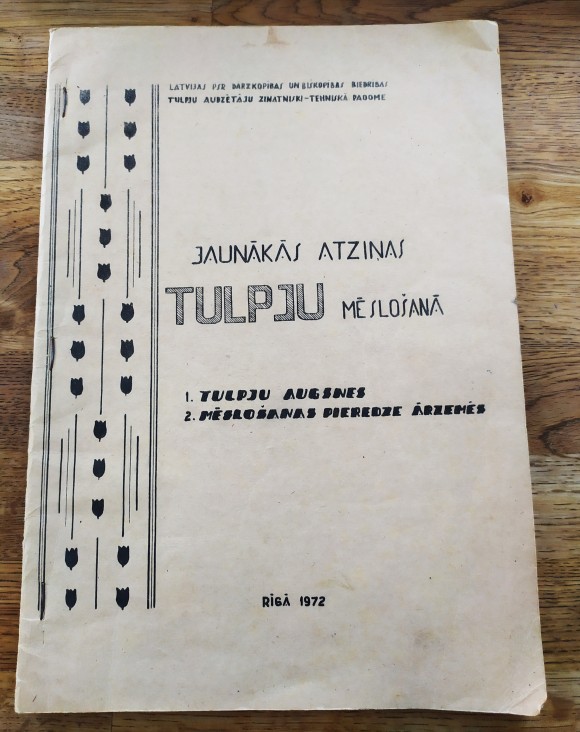 LATVIJAS PSR DĀRZKOPĪBAS UN BIŠKOPĪBAS BIEDRĪBAS
TULPJU AUDZĒTĀJU ZINĀTNISKI-TEHNISKĀ PADOME
JAUNĀKĀS ATZIŅAS
TULPJU MĒSLOŠANĀ
1. TULPJU AUGSNES
2. MĒSLOŠANAS PIEREDZE ĀRZEMĒS
RĪGĀ 1972